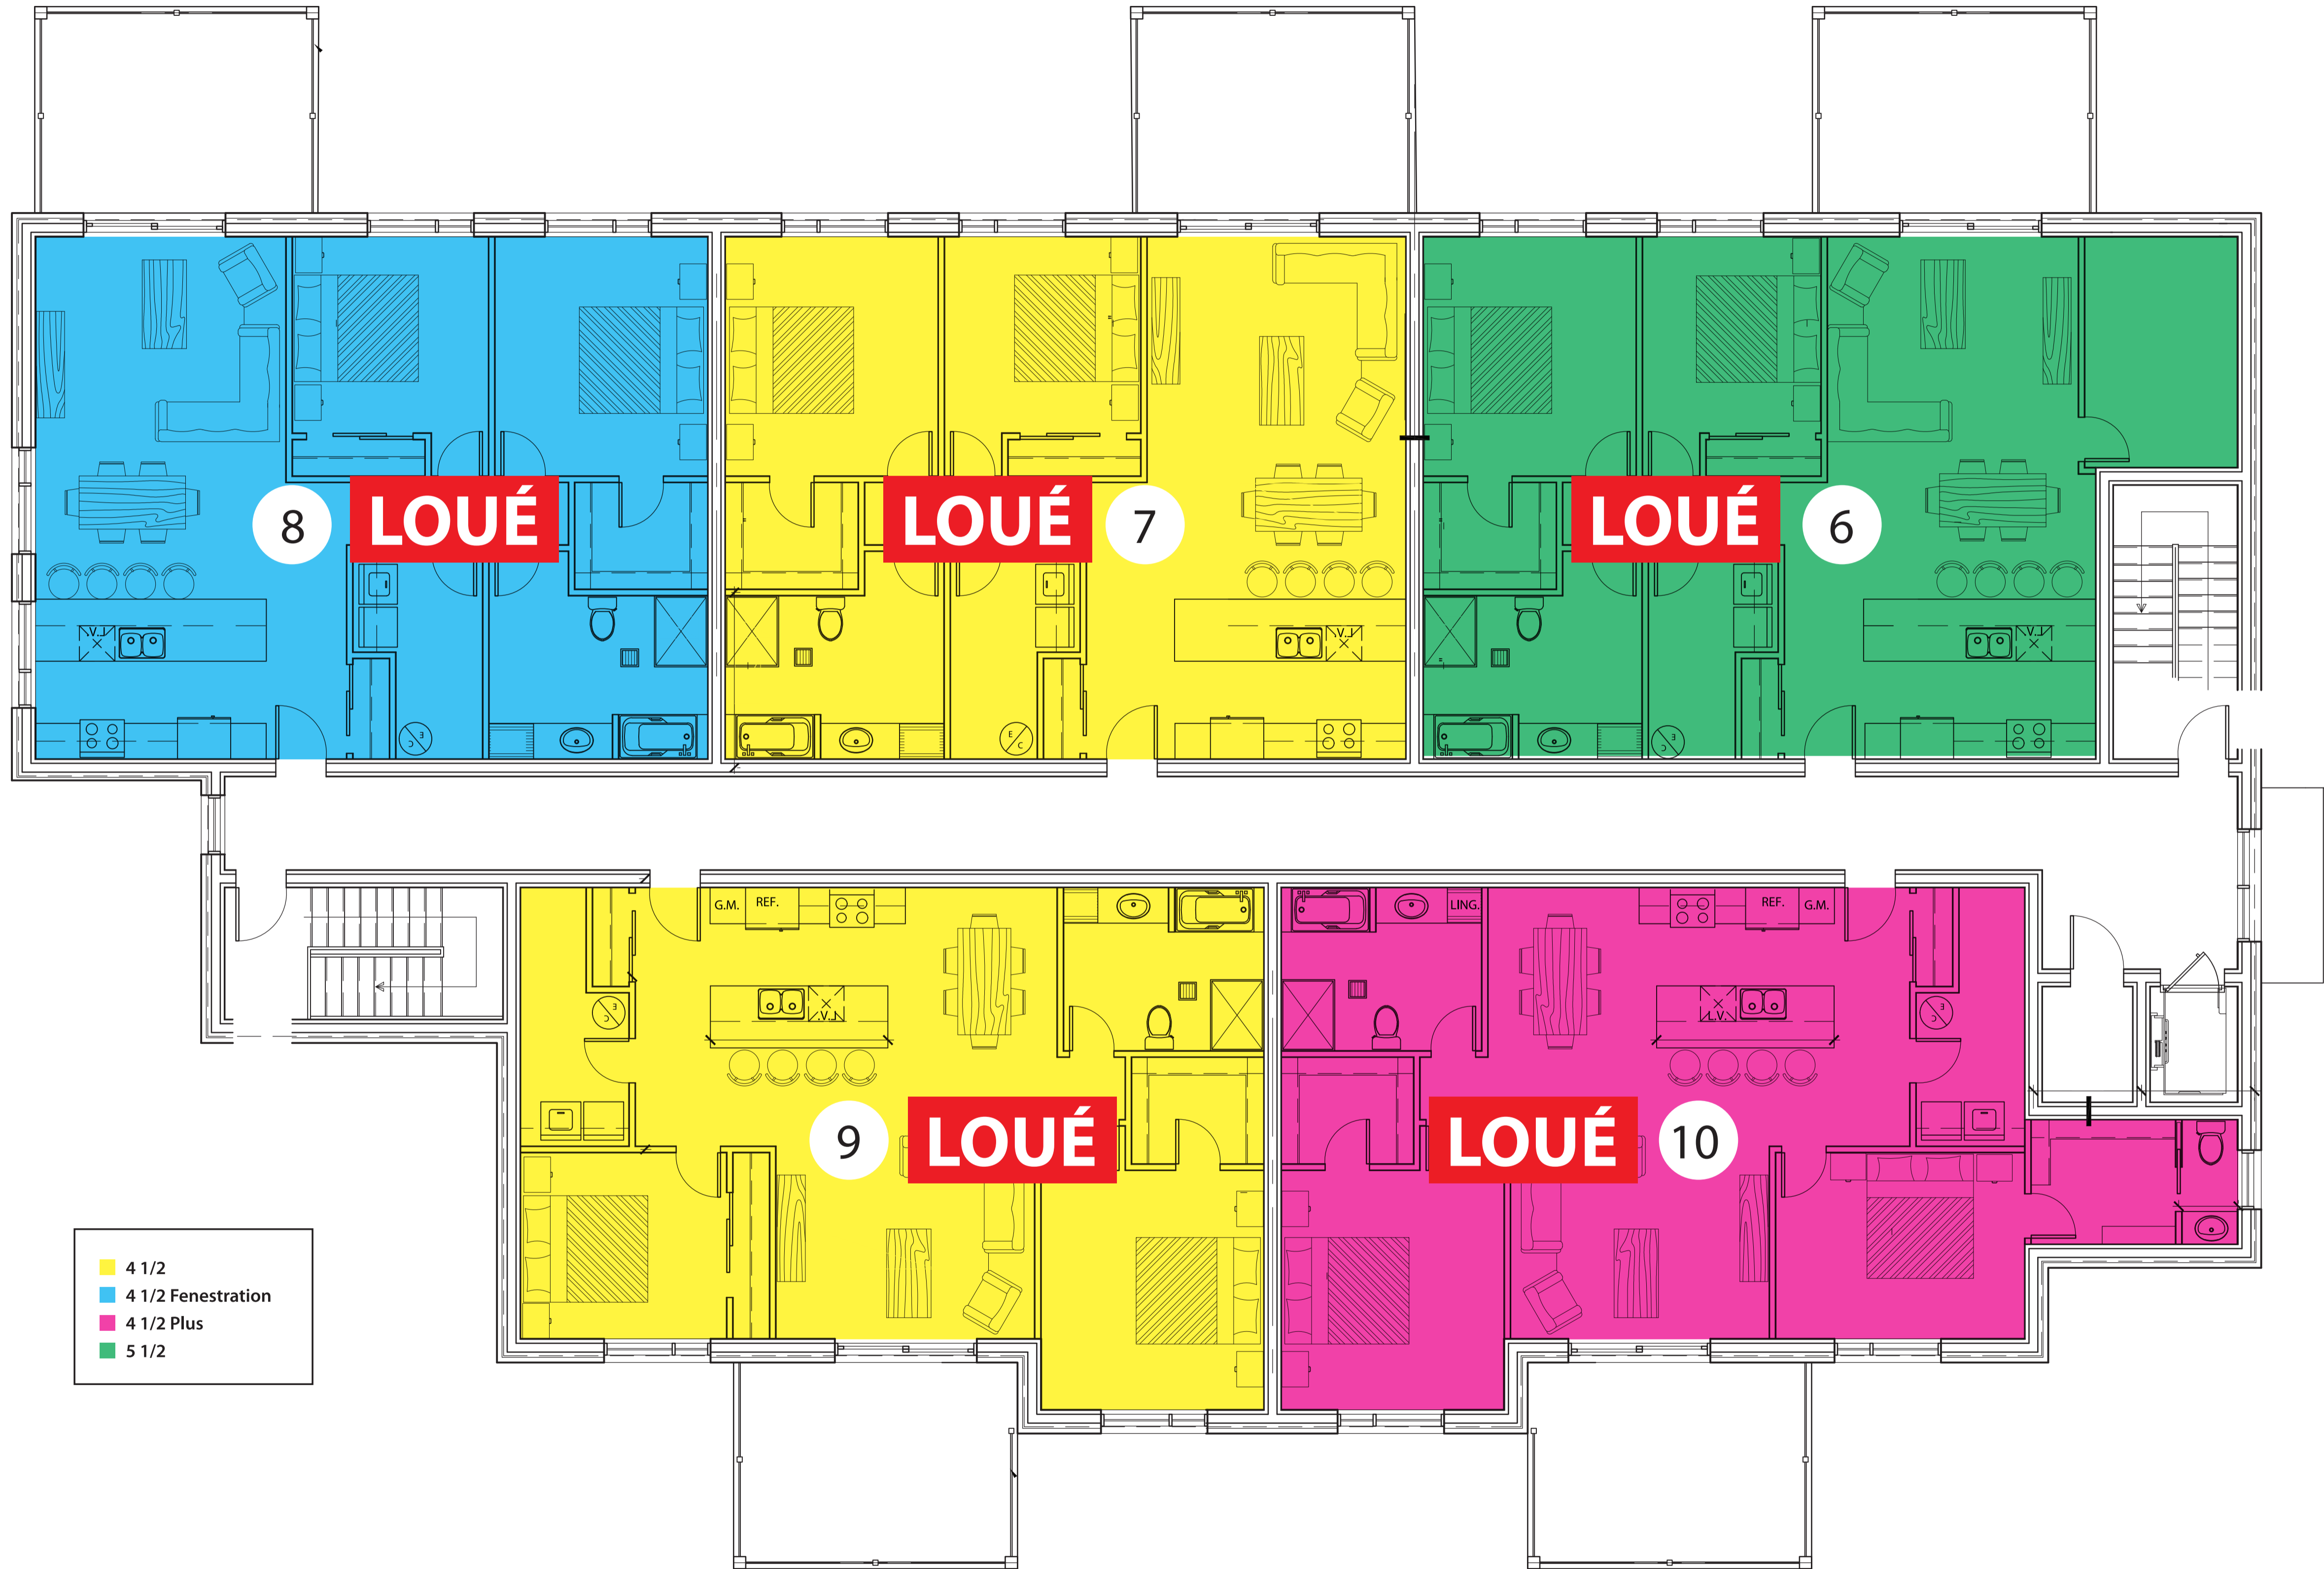 8
LOUÉ
LOUÉ
7
LOUÉ
6
L.V.
L.V.
L.V.
E
C
E
C
E
C
G.M.
REF.
LING.
REF.
G.M.
E
C
L.V.
L.V.
E
C
9
LOUÉ
LOUÉ
10
4 1/2
4 1/2 Fenestration
4 1/2 Plus
5 1/2